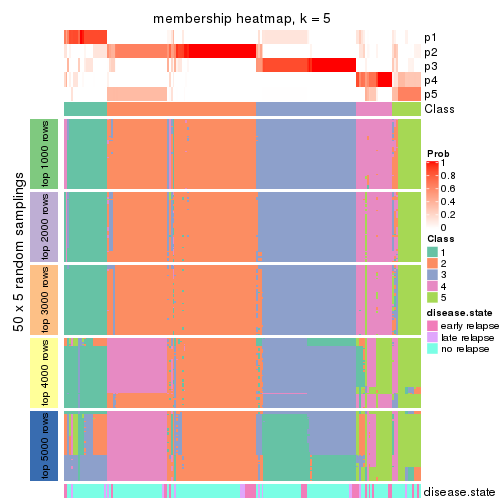 membership heatmap, k = 5
p1
p2
p3
p4
p5
Class
50 x 5 random samplings
top 1000 rows
top 2000 rows
top 3000 rows
top 4000 rows
top 5000 rows
disease.state
Prob
1
0.8
0.6
0.4
0.2
0
Class
1
2
3
4
5
disease.state
early relapse
late relapse
no relapse